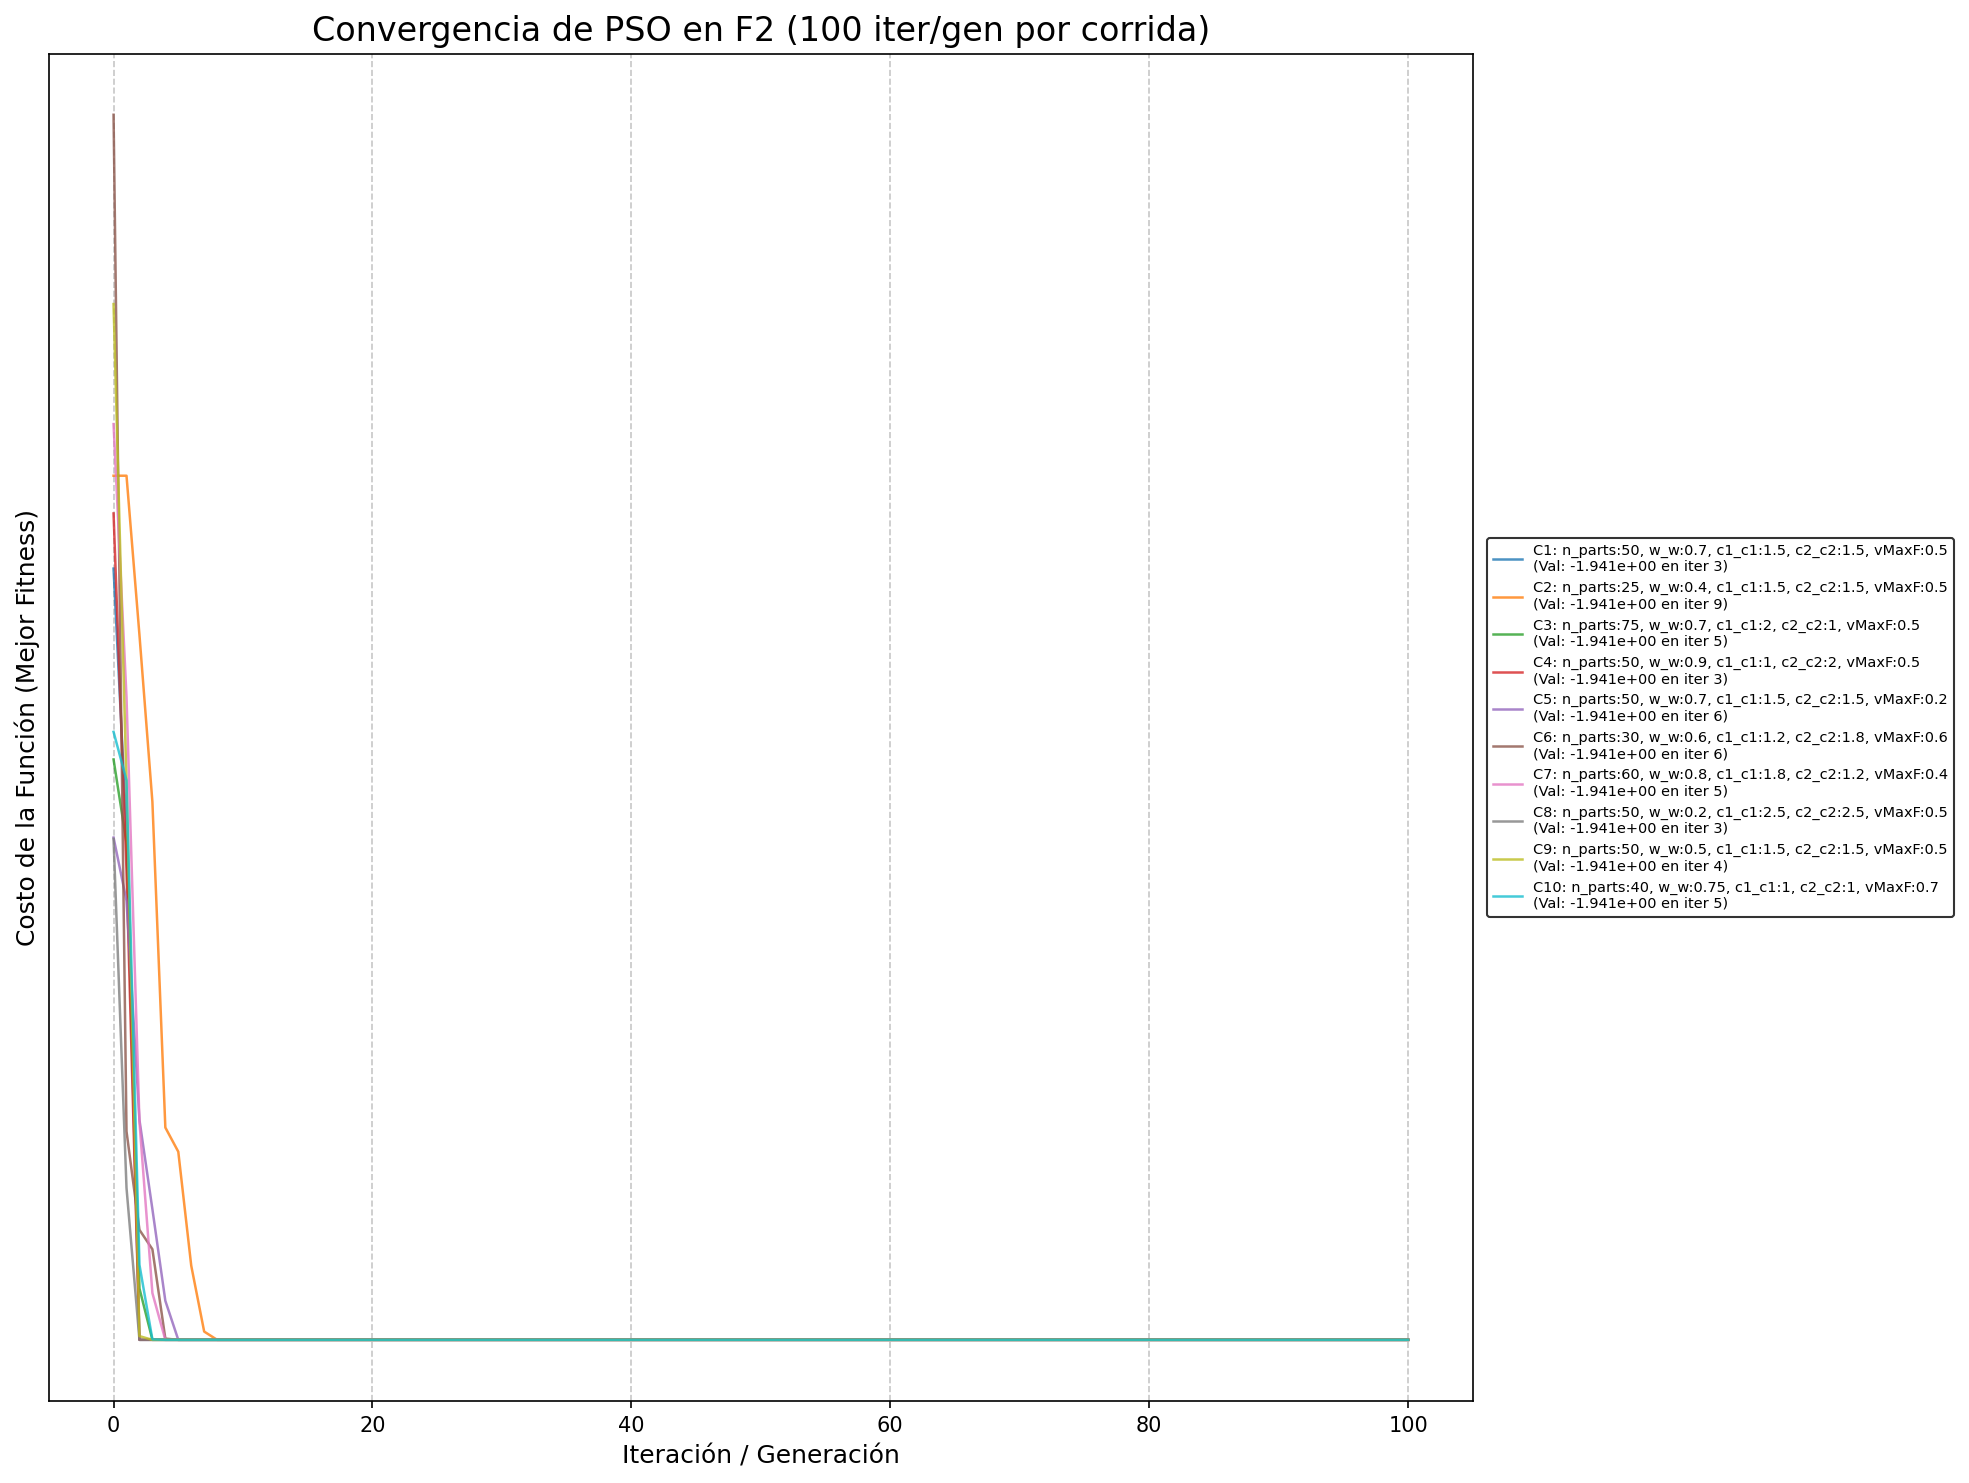 Convergencia de PSO en F2 (100 iter/gen por corrida)
Costo de la Función (Mejor Fitness)
0 20 40 60 80 100
Iteración / Generación
C1: n_parts:50, w_w:0.7, c1_c1:1.5, c2_c2:1.5, vMaxF:0.5
(Val: -1.941e+00 en iter 3)
C2: n_parts:25, w_w:0.4, c1_c1:1.5, c2_c2:1.5, vMaxF:0.5
(Val: -1.941e+00 en iter 9)
C3: n_parts:75, w_w:0.7, c1_c1:2, c2_c2:1, vMaxF:0.5
(Val: -1.941e+00 en iter 5)
C4: n_parts:50, w_w:0.9, c1_c1:1, c2_c2:2, vMaxF:0.5
(Val: -1.941e+00 en iter 3)
C5: n_parts:50, w_w:0.7, c1_c1:1.5, c2_c2:1.5, vMaxF:0.2
(Val: -1.941e+00 en iter 6)
C6: n_parts:30, w_w:0.6, c1_c1:1.2, c2_c2:1.8, vMaxF:0.6
(Val: -1.941e+00 en iter 6)
C7: n_parts:60, w_w:0.8, c1_c1:1.8, c2_c2:1.2, vMaxF:0.4
(Val: -1.941e+00 en iter 5)
C8: n_parts:50, w_w:0.2, c1_c1:2.5, c2_c2:2.5, vMaxF:0.5
(Val: -1.941e+00 en iter 3)
C9: n_parts:50, w_w:0.5, c1_c1:1.5, c2_c2:1.5, vMaxF:0.5
(Val: -1.941e+00 en iter 4)
C10: n_parts:40, w_w:0.75, c1_c1:1, c2_c2:1, vMaxF:0.7
(Val: -1.941e+00 en iter 5)